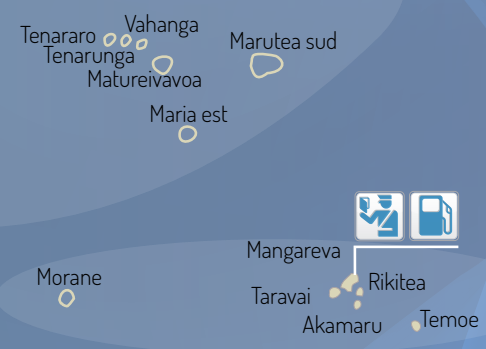 Vahanga
Tenararo
Marutea sud
Tenarunga
Matureivavoa
Maria est
Mangareva
Morane
Rikitea
Taravai
Akamaru
Temoe